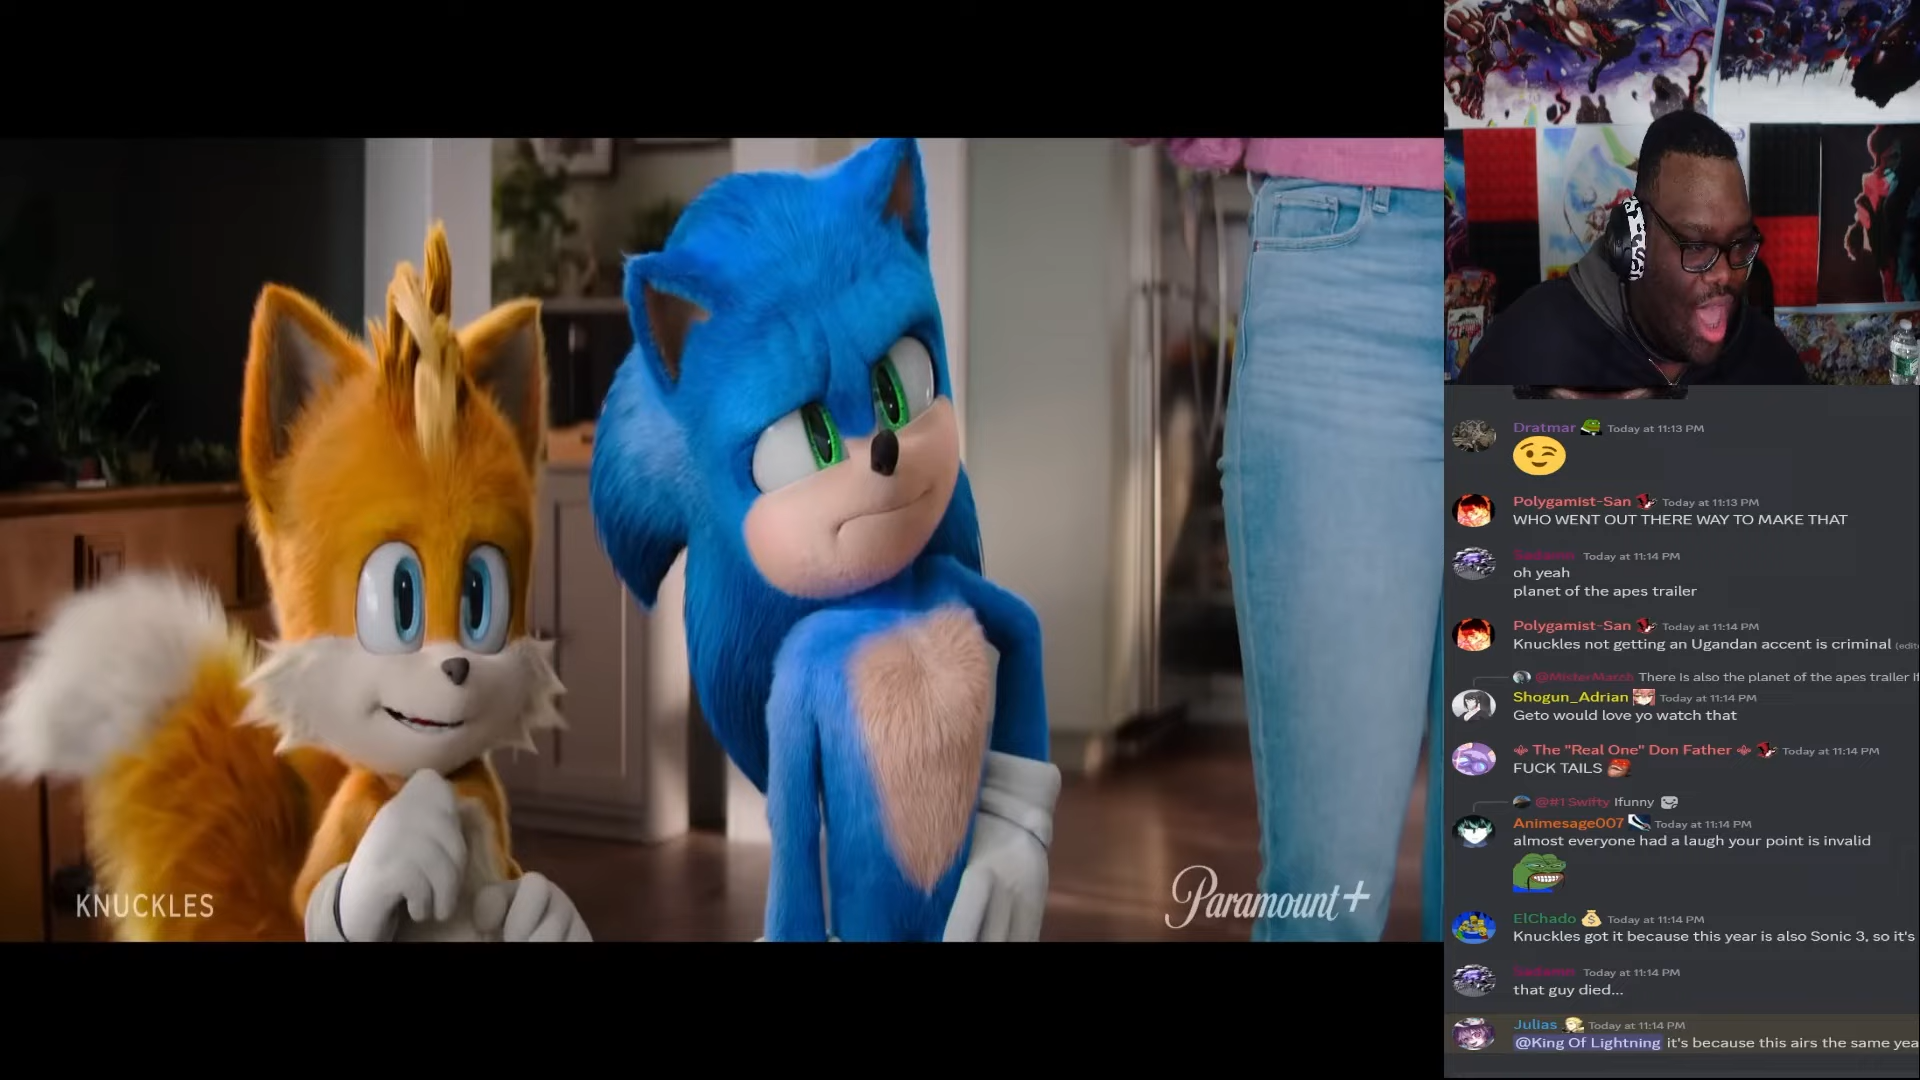 KNUCKLES
Paramount+
Dratmar Today at 11:13 PM
Polygamist-San Today at 11:13 PM
WHO WENT OUT THERE WAY TO MAKE THAT
Sadamn Today at 11:14 PM
oh yeah
planet of the apes trailer
Polygamist-San Today at 11:14 PM
Knuckles not getting an Ugandan accent is criminal (edit
@MisterMarch There is also the planet of the apes trailer
Shogun_Adrian Today at 11:14 PM
Geto would love yo watch that
The "Real One" Don Father Today at 11:14 PM
FUCK TAILS
@#1 Swifty Ifunny
Animesage007 Today at 11:14 PM
almost everyone had a laugh your point is invalid
ElChado Today at 11:14 PM
Knuckles got it because this year is also Sonic 3, so it's
Sadamn Today at 11:14 PM
that guy died...
Julias Today at 11:14 PM
@King Of Lightning it's because this airs the same yea